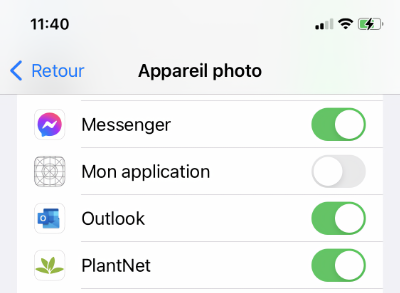 11:40
Retour Appareil photo
Messenger
Mon application
Outlook
PlantNet